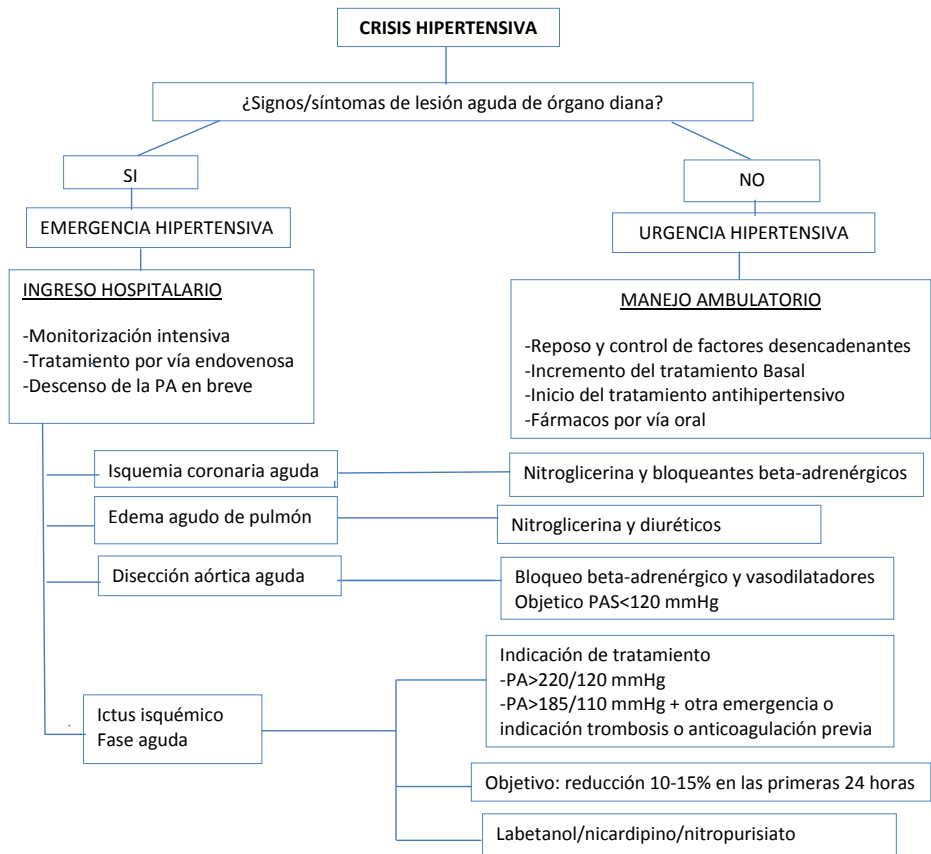 CRISIS HIPERTENSIVA
¿Signos/síntomas de lesión aguda de órgano diana?
SI
NO
EMERGENCIA HIPERTENSIVA
URGENCIA HIPERTENSIVA
INGRESO HOSPITALARIO
-Monitorización intensiva
-Tratamiento por vía endovenosa
-Descenso de la PA en breve
MANEJO AMBULATORIO
-Reposo y control de factores desencadenantes
-Incremento del tratamiento Basal
-Inicio del tratamiento antihipertensivo
-Fármacos por vía oral
Isquemia coronaria aguda
Nitroglicerina y bloqueantes beta-adrenérgicos
Edema agudo de pulmón
Nitroglicerina y diuréticos
Disección aórtica aguda
Bloqueo beta-adrenérgico y vasodilatadores
Objetico PAS<120 mmHg
Ictus isquémico
Fase aguda
Indicación de tratamiento
-PA>220/120 mmHg
-PA>185/110 mmHg + otra emergencia o
indicación trombosis o anticoagulación previa
Objetivo: reducción 10-15% en las primeras 24 horas
Labetanol/nicardipino/nitropurisiato